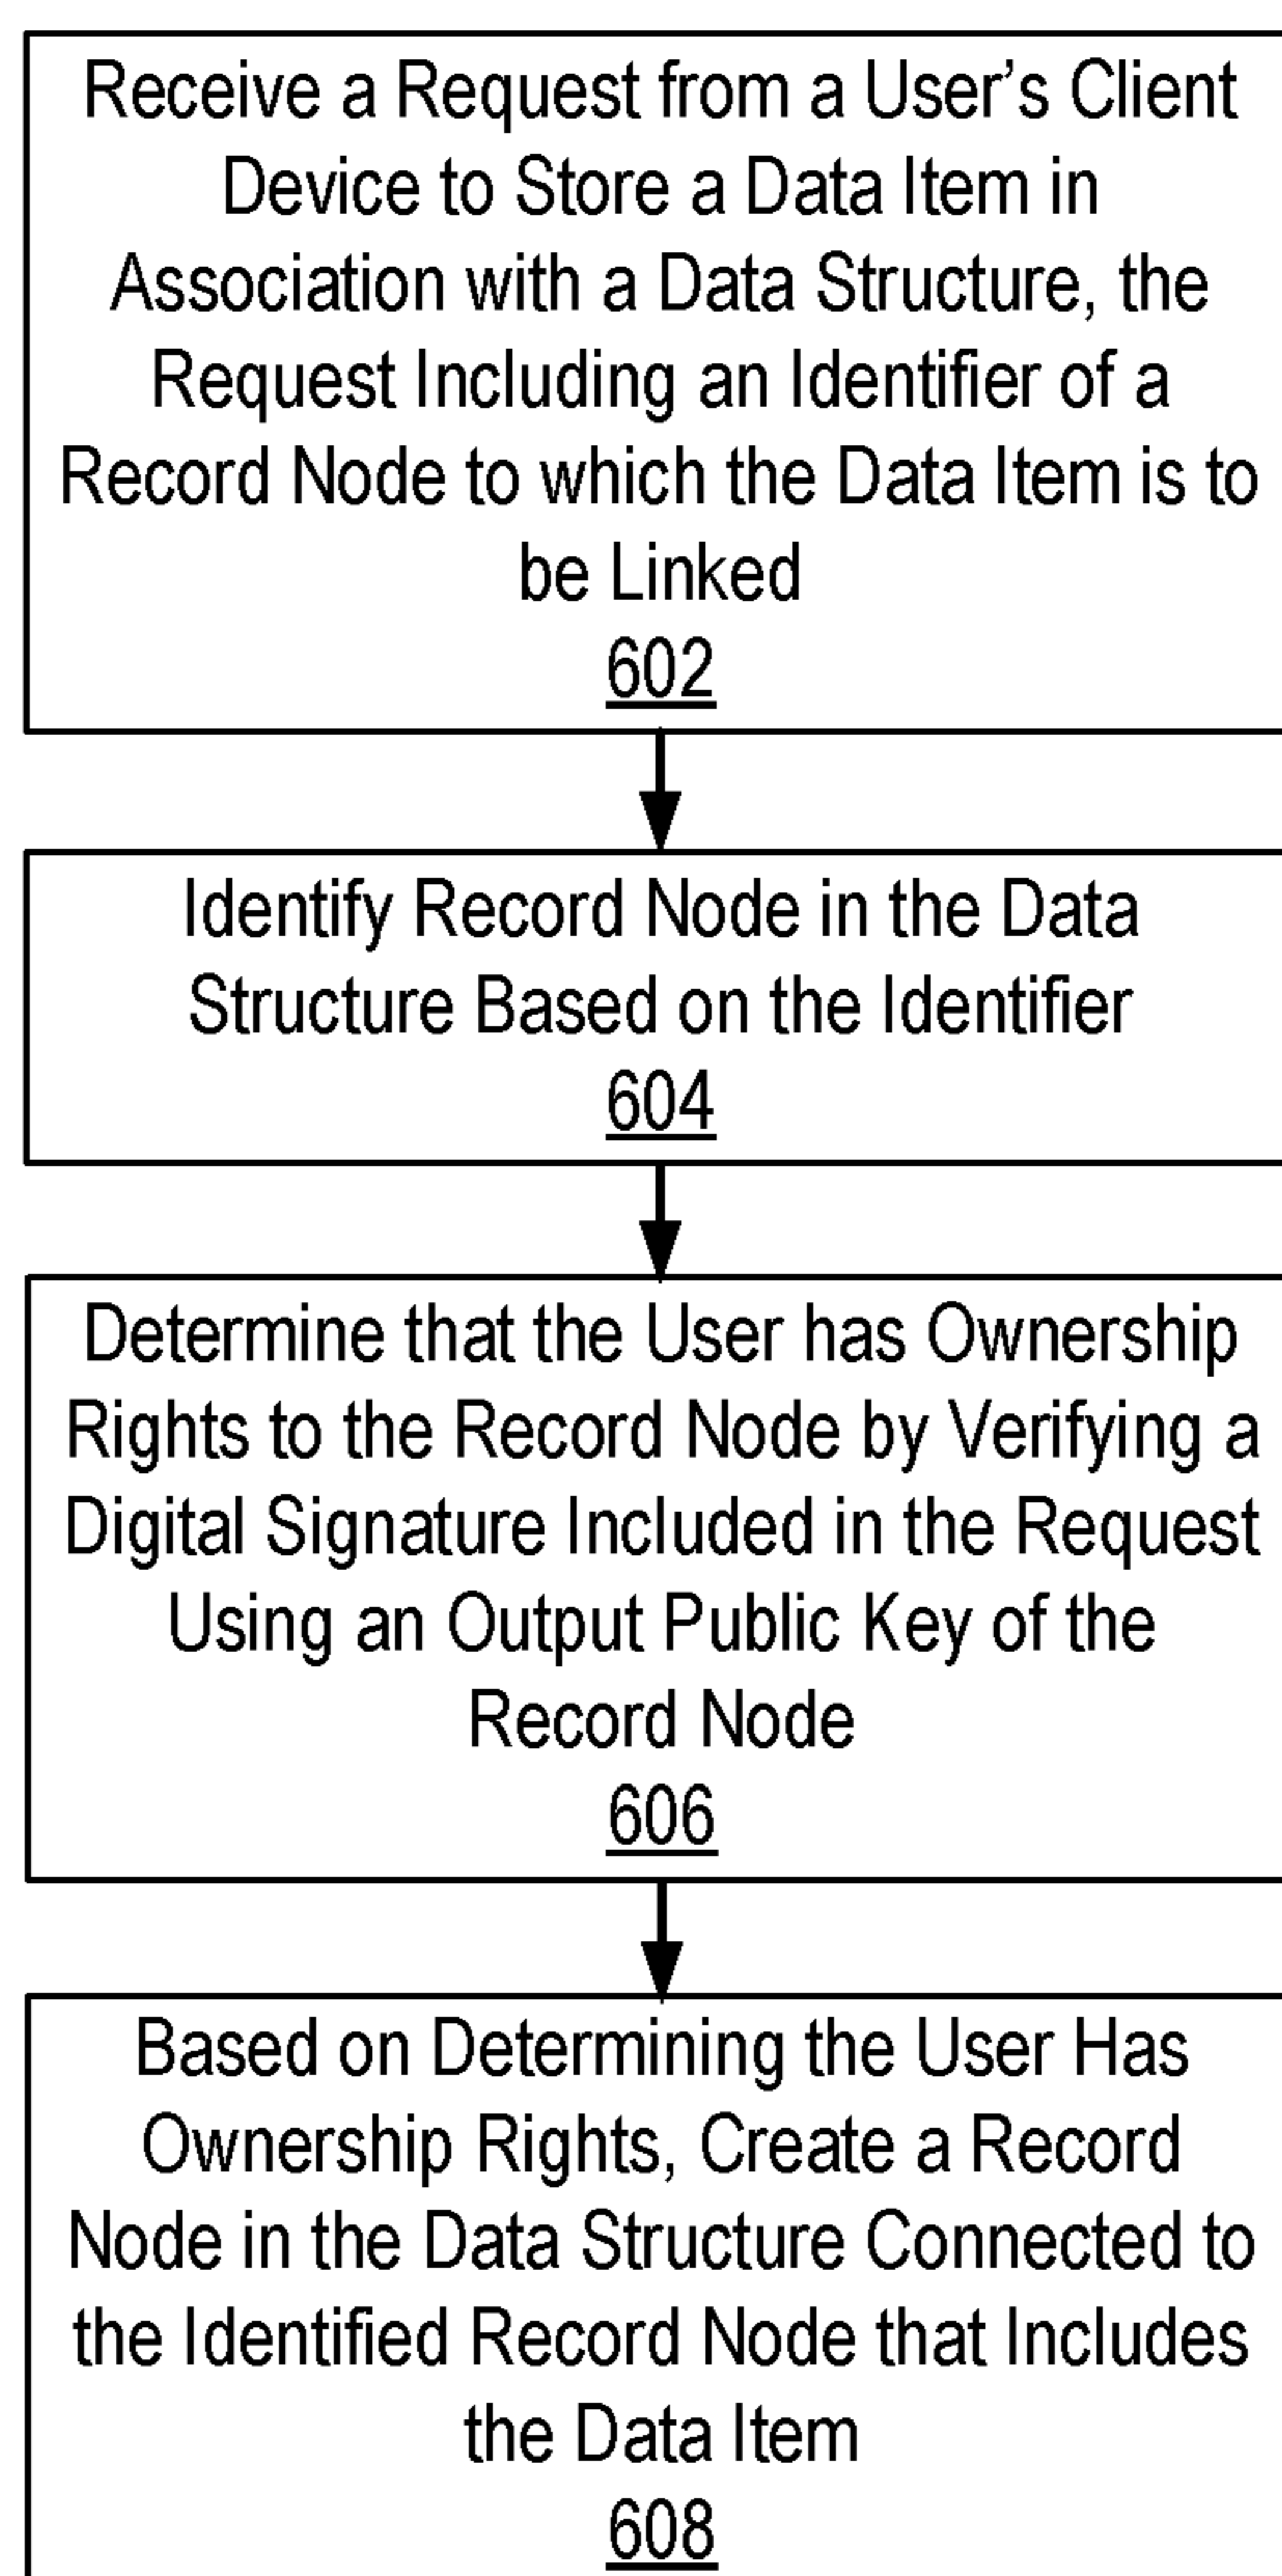 Receive a Request from a User’s Client
Device to Store a Data Item in
Association with a Data Structure, the
Request Including an Identifier of a
Record Node to which the Data Item is to
be Linked
602
Identify Record Node in the Data
Structure Based on the Identifier
604
Determine that the User has Ownership
Rights to the Record Node by Verifying a
Digital Signature Included in the Request
Using an Output Public Key of the
Record Node
606
Based on Determining the User Has
Ownership Rights, Create a Record
Node in the Data Structure Connected to
the Identified Record Node that Includes
the Data Item
608